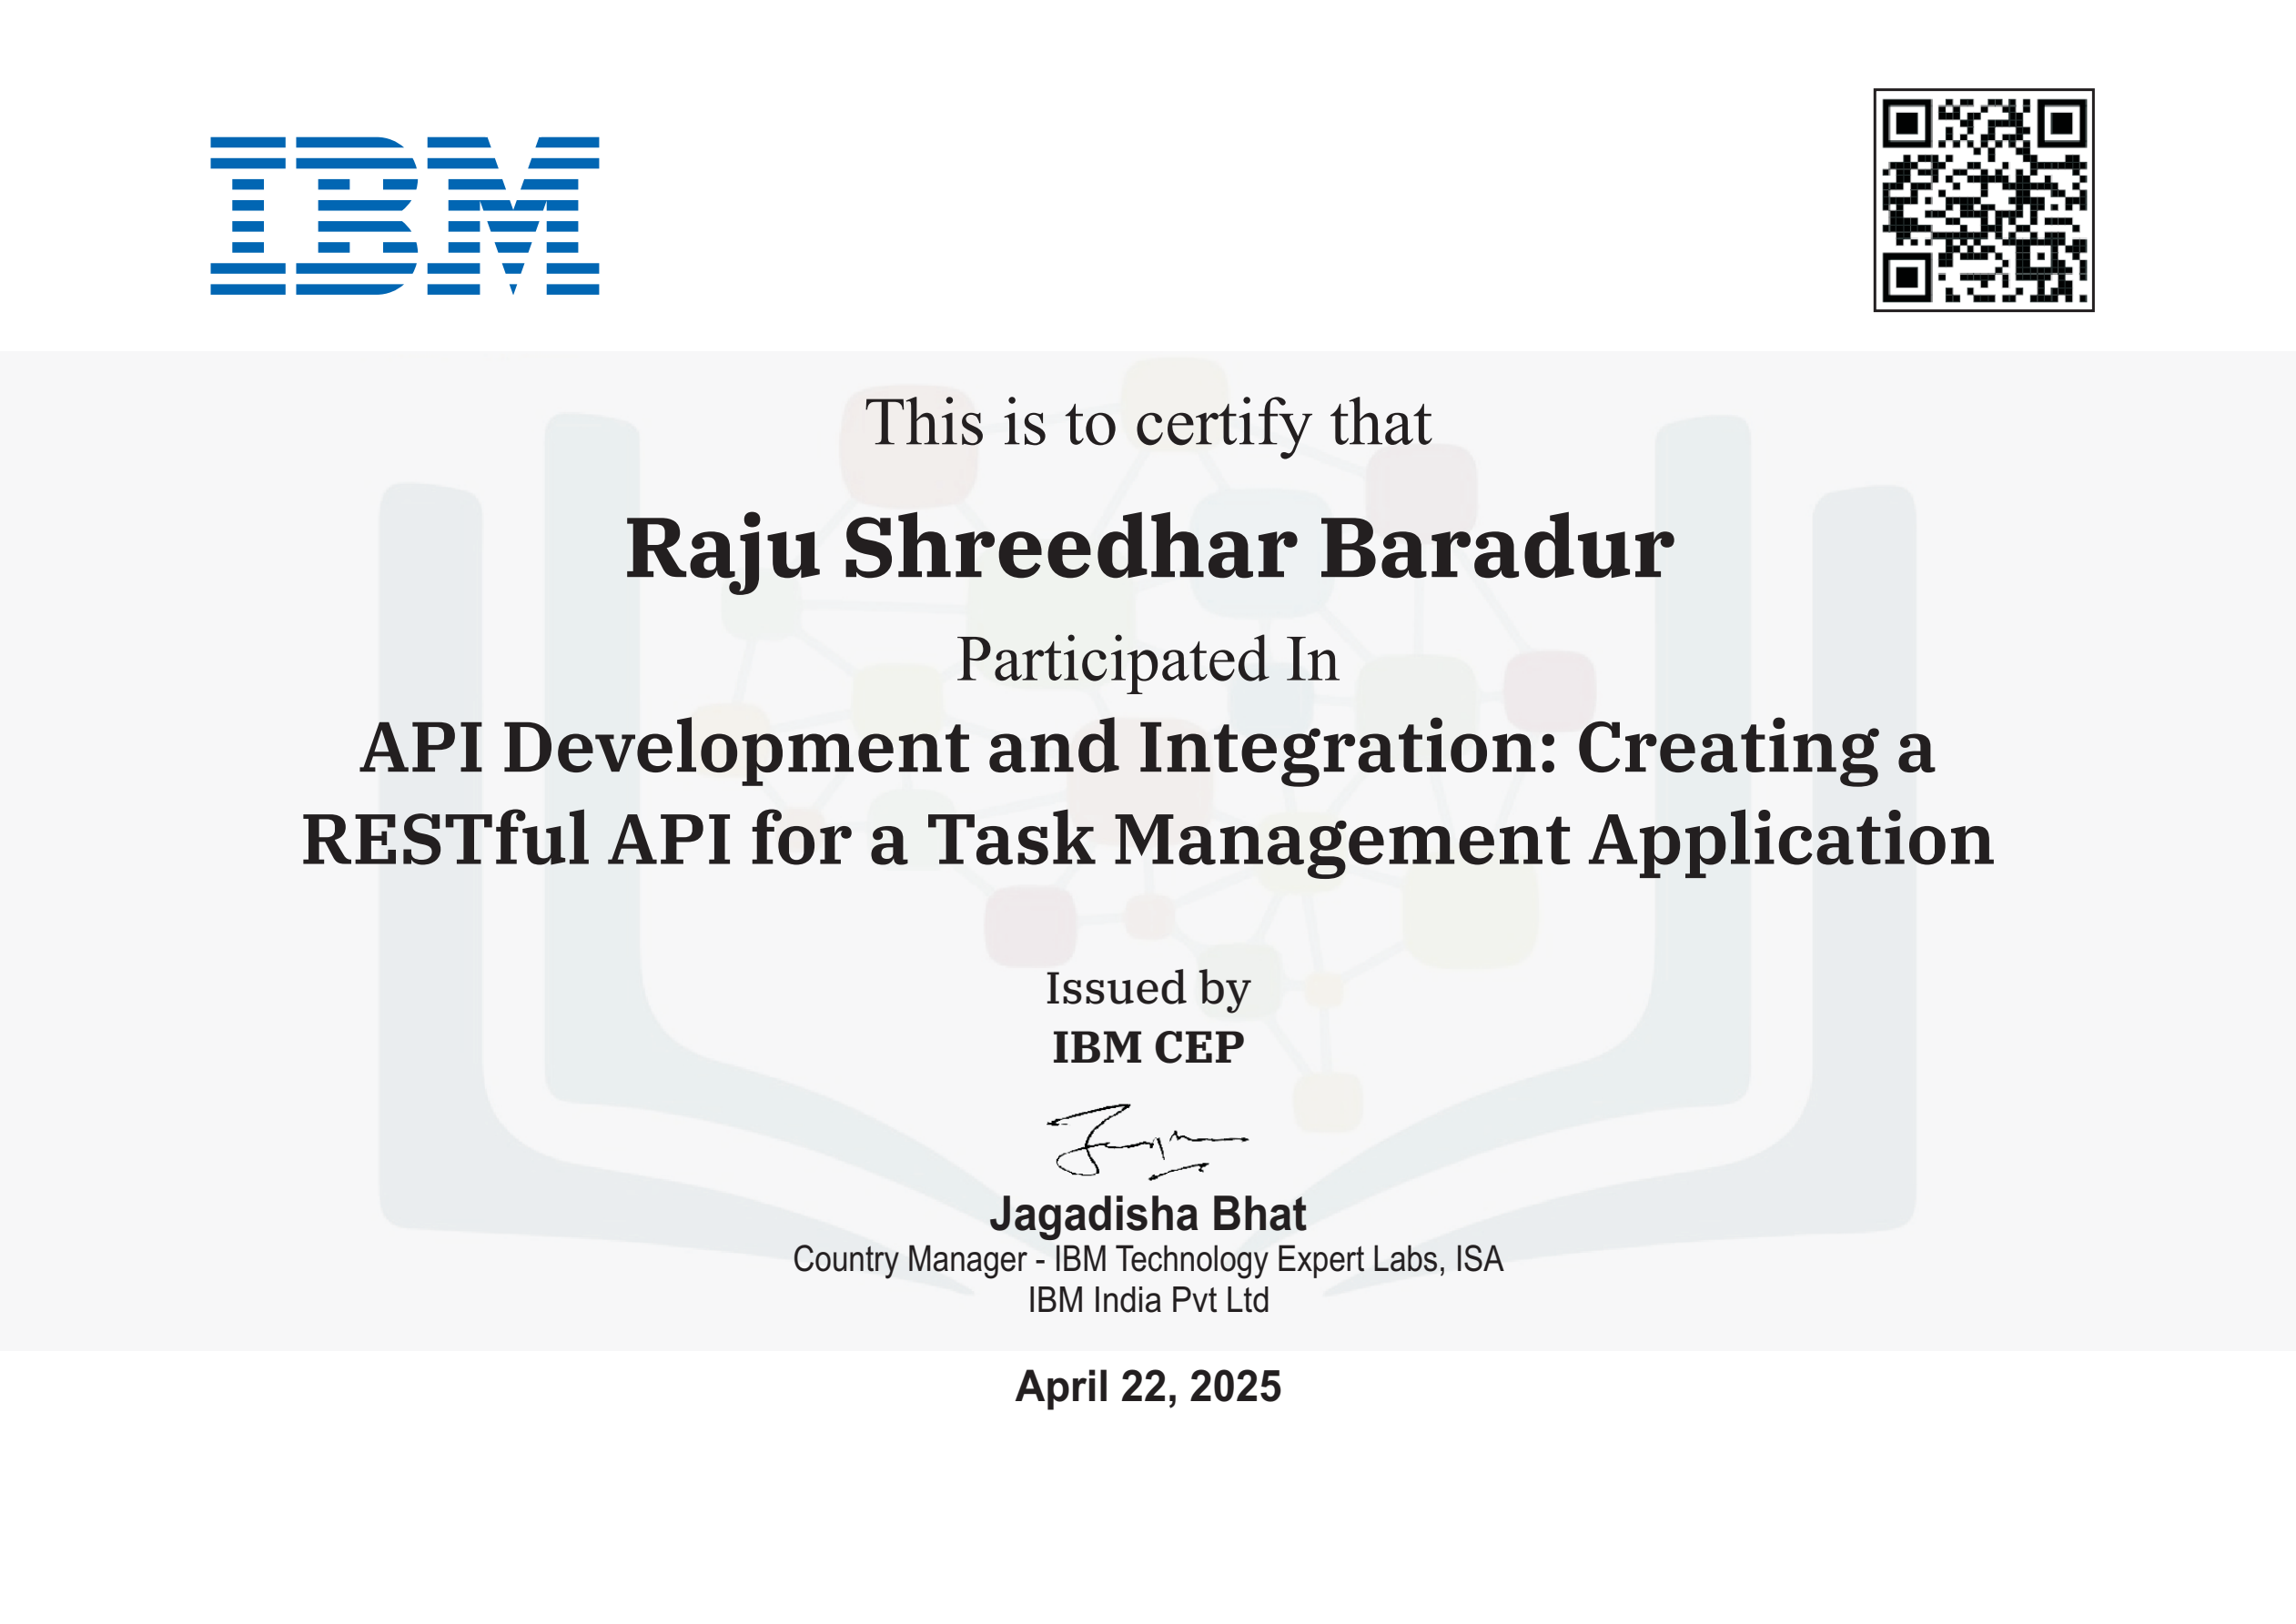 IBM
This is to certify that
Raju Shreedhar Baradur
Participated In
API Development and Integration: Creating a
RESTful API for a Task Management Application
Issued by
IBM CEP
Jagadisha Bhat
Country Manager - IBM Technology Expert Labs, ISA
IBM India Pvt Ltd
April 22, 2025